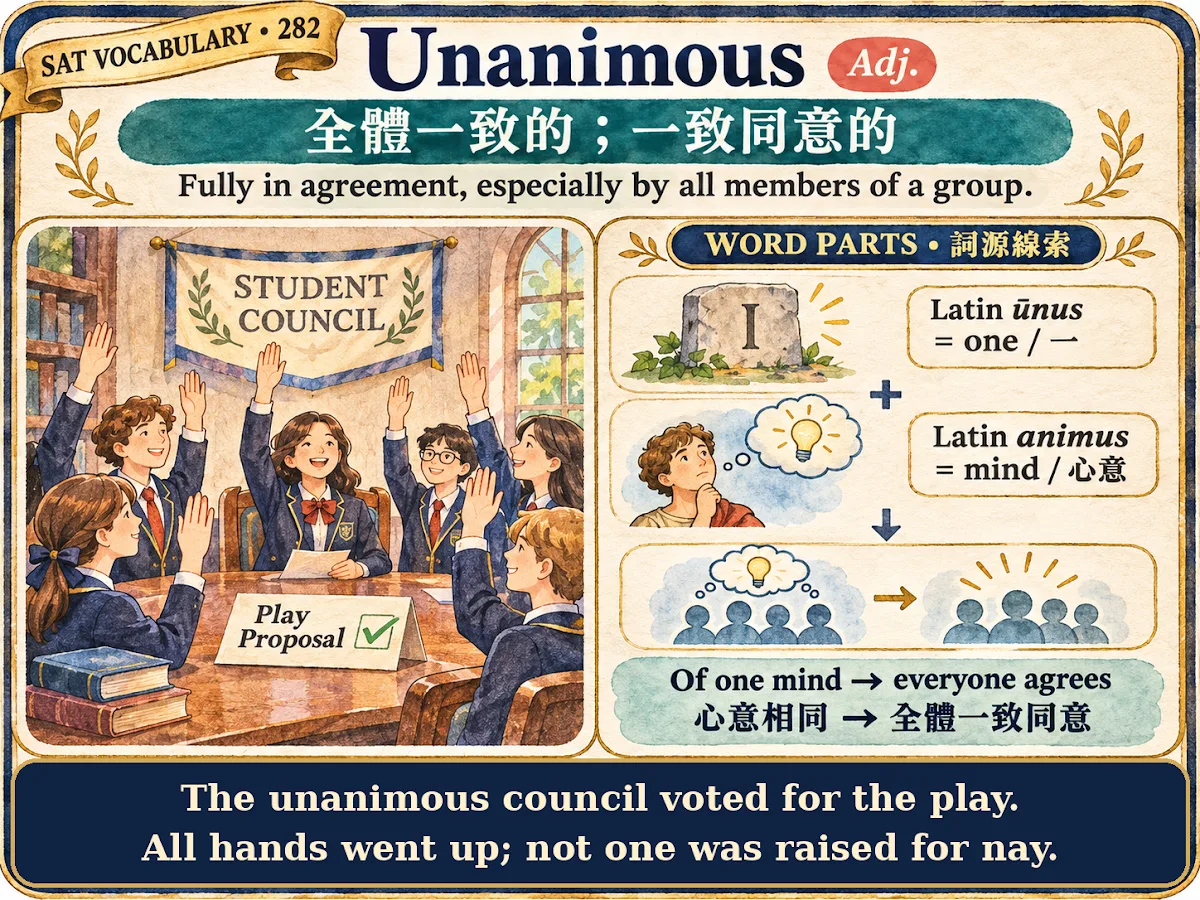 SAT VOCABULARY • 282
Unanimous
Adj.
全體一致的；一致同意的
Fully in agreement, especially by all members of a group.
STUDENT
COUNCIL
Play
Proposal
WORD PARTS • 詞源線索
I
Latin ūnus
= one / 一
Latin animus
= mind / 心意
Of one mind → everyone agrees
心意相同 → 全體一致同意
The unanimous council voted for the play.
All hands went up; not one was raised for nay.